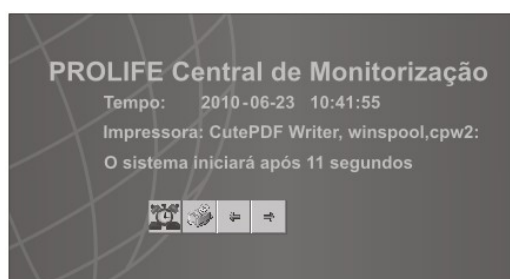 PROLIFE Central de Monitorização
Tempo: 2010-06-23 10:41:55
Impressora: CutePDF Writer, winspool,cpw2:
O sistema iniciará após 11 segundos